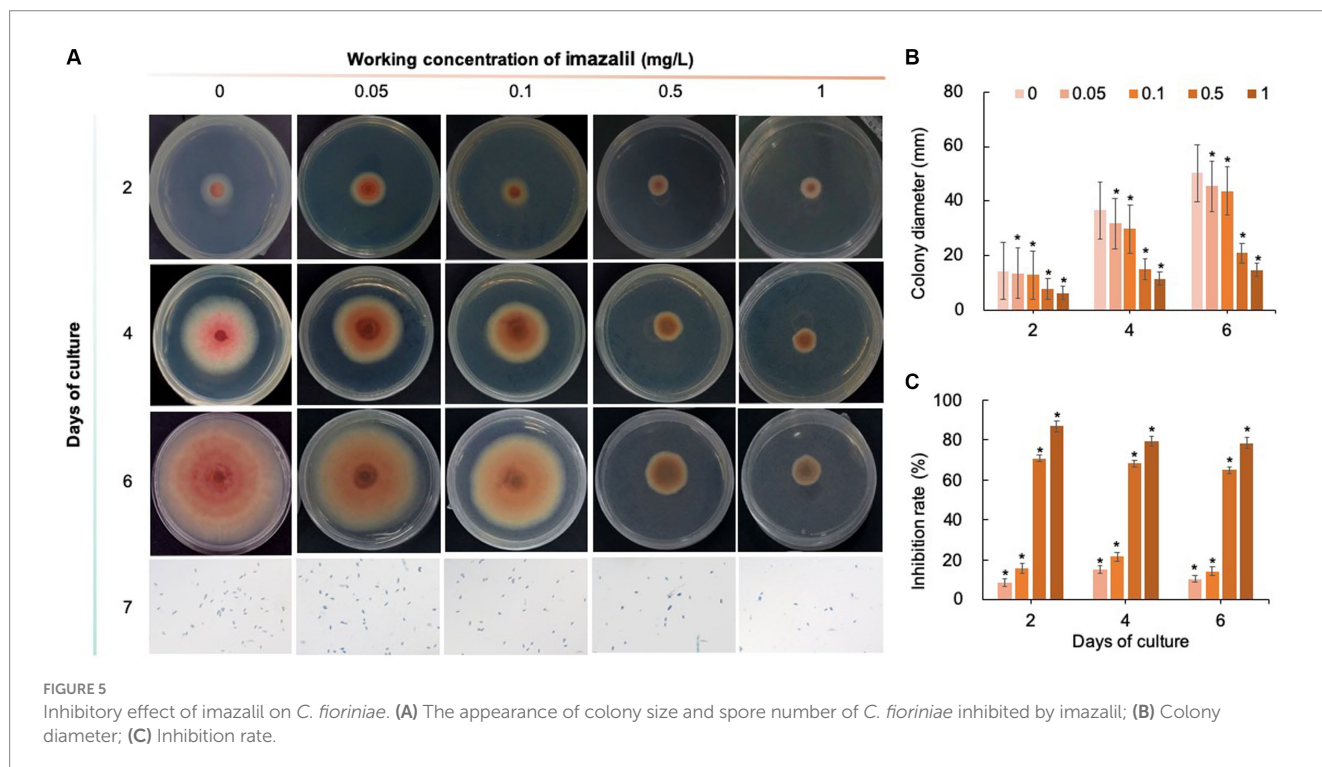 A
Working concentration of imazalil (mg/L)
0 0.05 0.1 0.5 1
Days of culture
2
4
6
7
B
0 0.05 0.1 0.5 1
Colony diameter (mm)
80
60
40
20
0
* * * *
* * * *
* * * *
2 4 6
C
Inhibition rate (%)
100
80
60
40
20
0
* * * *
* * * *
* * * *
2 4 6
Days of culture
FIGURE 5
Inhibitory effect of imazalil on C. fioriniae. (A) The appearance of colony size and spore number of C. fioriniae inhibited by imazalil; (B) Colony
diameter; (C) Inhibition rate.